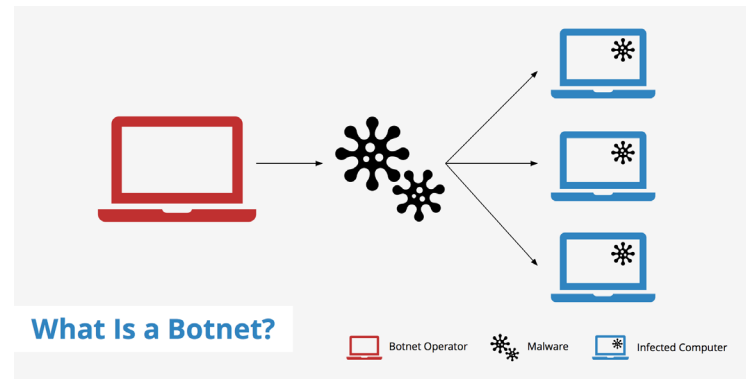 What Is a Botnet?
Botnet Operator
Malware
Infected Computer